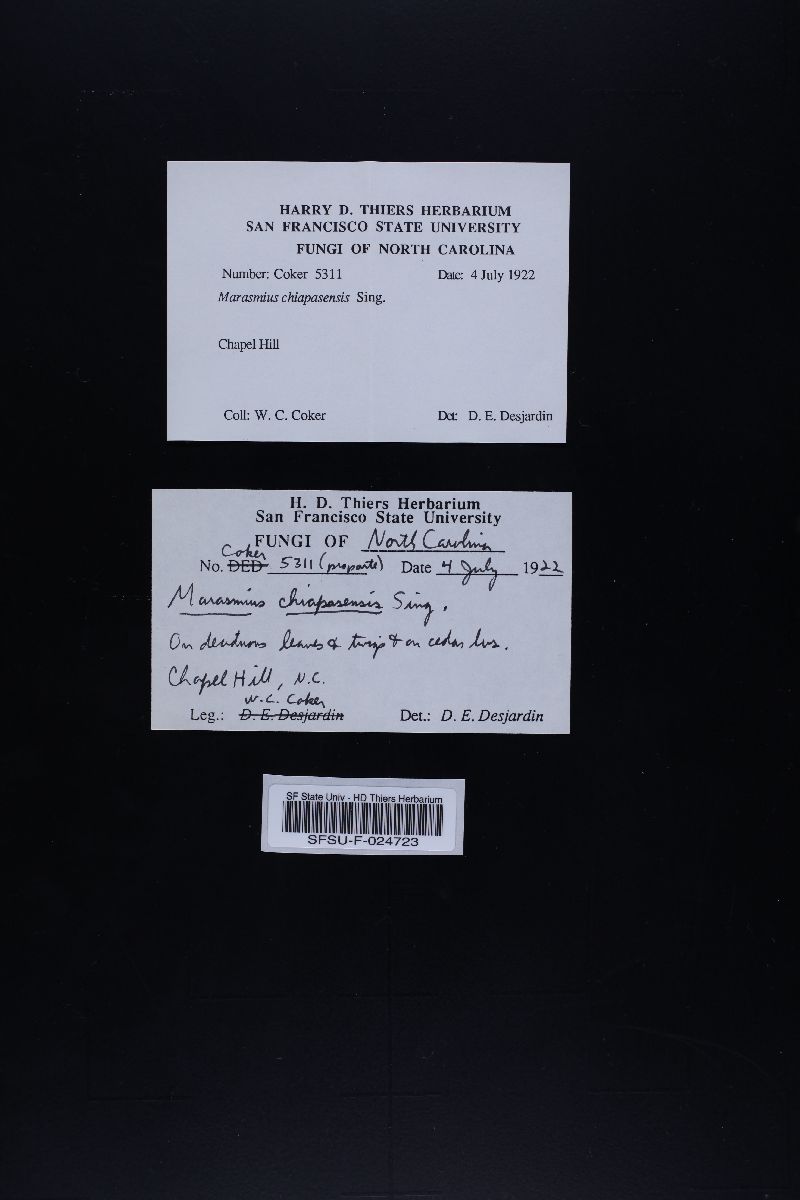 HARRY D. THIERS HERBARIUM
SAN FRANCISCO STATE UNIVERSITY
FUNGI OF NORTH CAROLINA
Number: Coker 5311 Date: 4 July 1922
Marasmius chiapasensis Sing.
Chapel Hill
Coll: W. C. Coker Det: D. E. Desjardin
H. D. Thiers Herbarium
San Francisco State University
FUNGI OF North Carolina
Coker
No. DED 5311 (pro parte) Date 4 July 1922
Marasmius chiapasensis Sing.
On deciduous leaves & twigs & on cedar lvs.
Chapel Hill, N.C.
W. C. Coker
Leg.: D. E. Desjardin Det.: D. E. Desjardin
SF State Univ - HD Thiers Herbarium
SFSU-F-024723